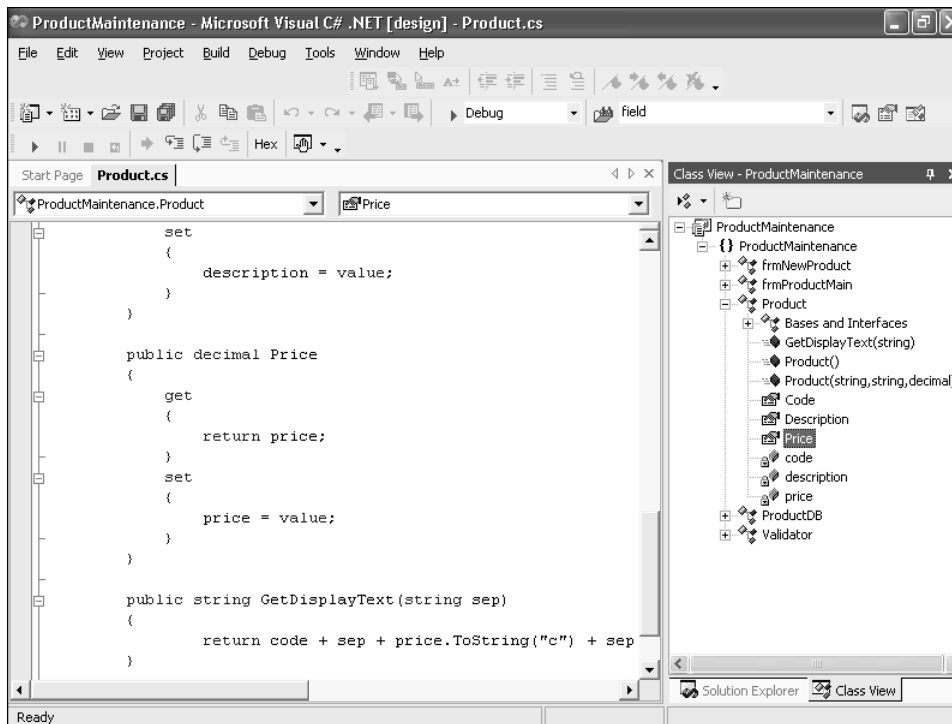 ProductMaintenance - Microsoft Visual C# .NET [design] - Product.cs
File Edit View Project Build Debug Tools Window Help
Debug field
Hex
Start Page Product.cs
ProductMaintenance.Product Price
set
{
description = value;
}
}
public decimal Price
{
get
{
return price;
}
set
{
price = value;
}
}
public string GetDisplayText(string sep)
{
return code + sep + price.ToString("c") + sep
}
Class View - ProductMaintenance
ProductMaintenance
{} ProductMaintenance
frmNewProduct
frmProductMain
Product
Bases and Interfaces
GetDisplayText(string)
Product()
Product(string,string,decimal)
Code
Description
Price
code
description
price
ProductDB
Validator
Solution Explorer Class View
Ready